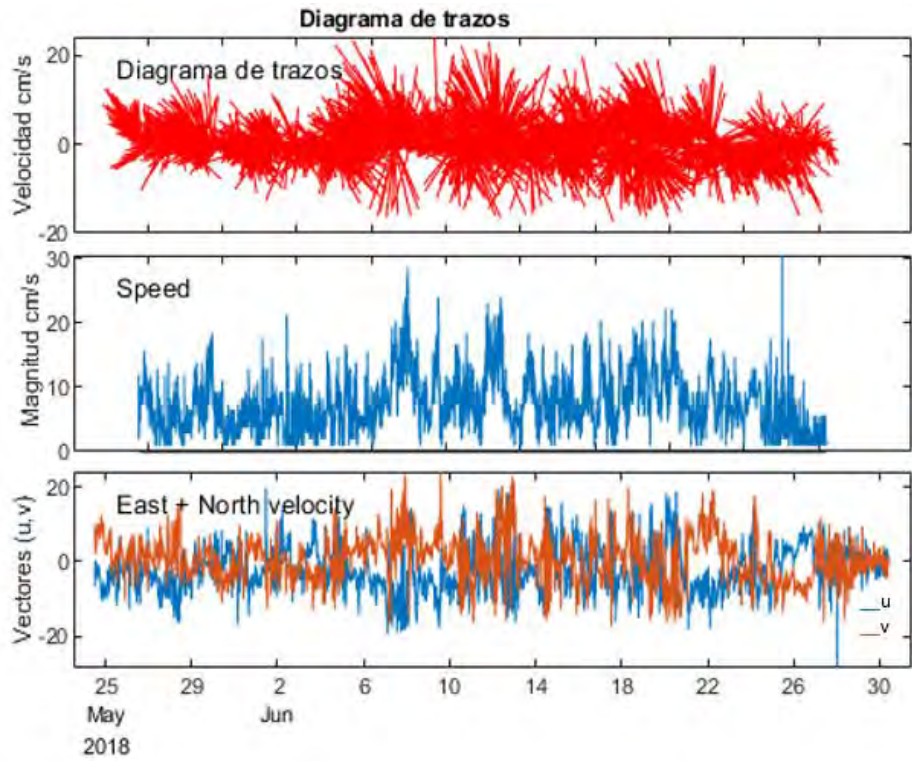 Diagrama de trazos
Diagrama de trazos
Velocidad cm/s
20
0
-20
Speed
Magnitud cm/s
30
20
10
0
East + North velocity
Vectores (u,v)
20
0
-20
u
v
25 29 2 6 10 14 18 22 26 30
May Jun
2018